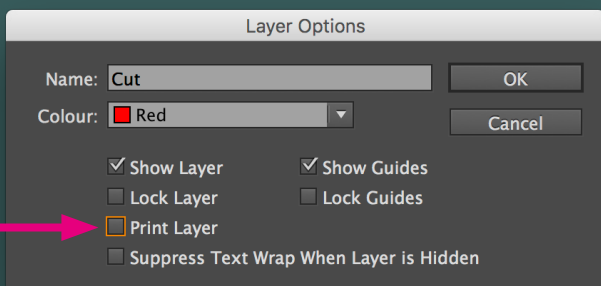 Layer Options
Name: Cut OK
Colour: Red Cancel
Show Layer Show Guides
Lock Layer Lock Guides
Print Layer
Suppress Text Wrap When Layer is Hidden